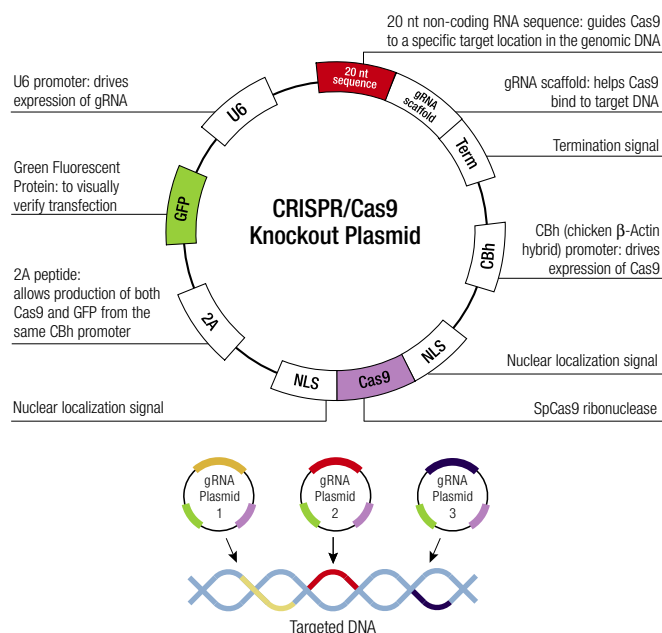 20 nt non-coding RNA sequence: guides Cas9
to a specific target location in the genomic DNA
U6 promoter: drives
expression of gRNA
gRNA scaffold: helps Cas9
bind to target DNA
Termination signal
Green Fluorescent
Protein: to visually
verify transfection
CBh (chicken β-Actin
hybrid) promoter: drives
expression of Cas9
2A peptide:
allows production of both
Cas9 and GFP from the
same CBh promoter
Nuclear localization signal
Nuclear localization signal
SpCas9 ribonuclease
20 nt
sequence
gRNA
scaffold
Term
CBh
NLS
Cas9
NLS
2A
GFP
U6
CRISPR/Cas9
Knockout Plasmid
gRNA
Plasmid
1
gRNA
Plasmid
2
gRNA
Plasmid
3
Targeted DNA